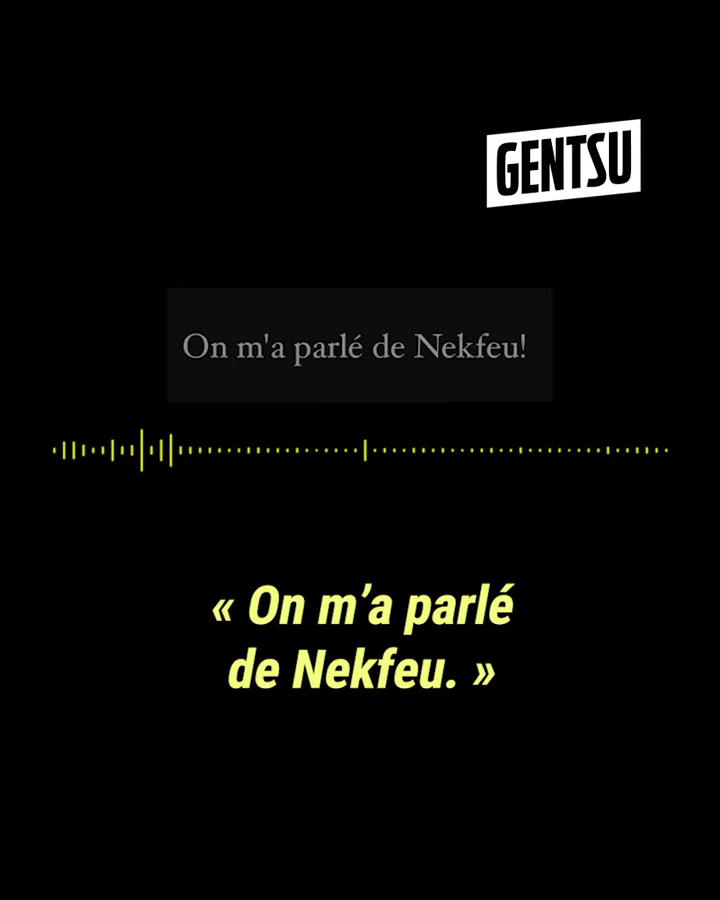 GENTSU
On m'a parlé de Nekfeu!
« On m’a parlé
de Nekfeu. »